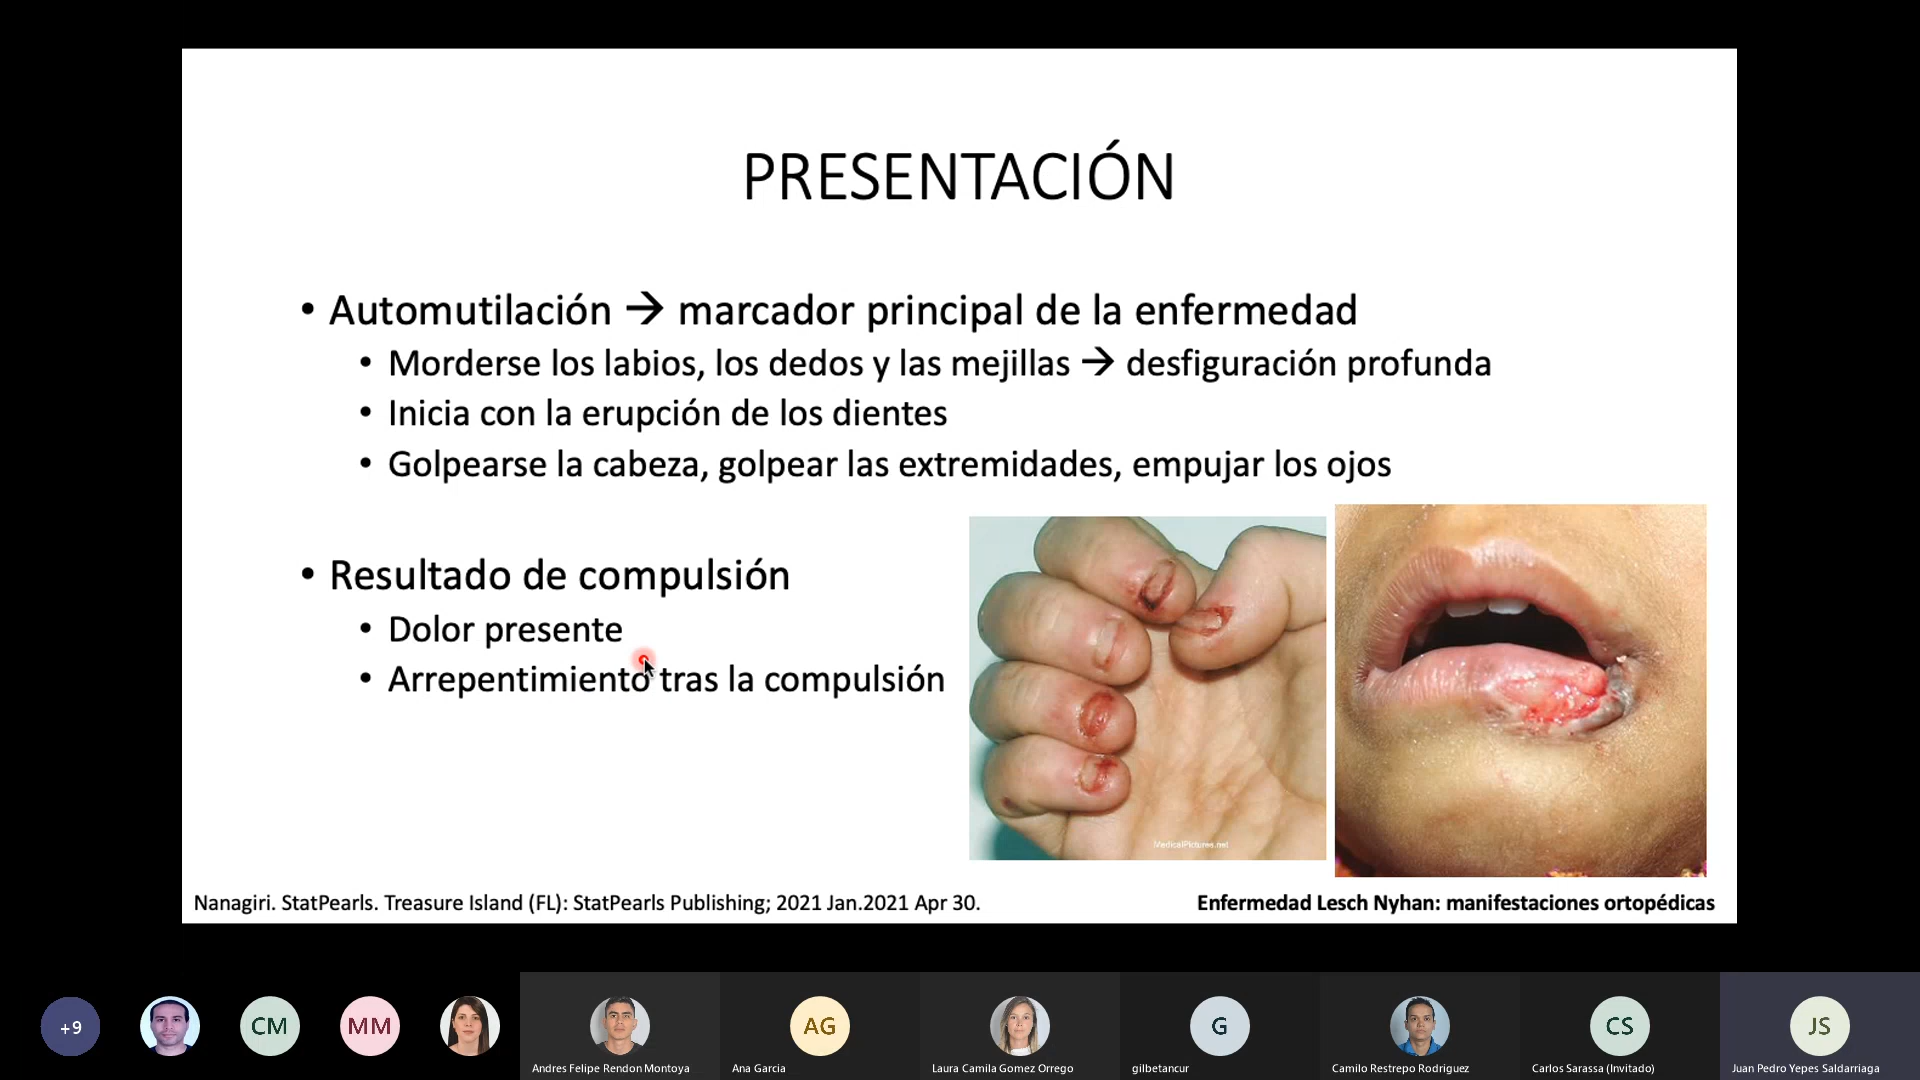 PRESENTACIÓN
• Automutilación → marcador principal de la enfermedad
• Morderse los labios, los dedos y las mejillas → desfiguración profunda
• Inicia con la erupción de los dientes
• Golpearse la cabeza, golpear las extremidades, empujar los ojos
• Resultado de compulsión
• Dolor presente
• Arrepentimiento tras la compulsión
MedicalPictures.net
Nanagiri. StatPearls. Treasure Island (FL): StatPearls Publishing; 2021 Jan.2021 Apr 30.
Enfermedad Lesch Nyhan: manifestaciones ortopédicas
+9
CM
MM
AG
G
CS
JS
Andres Felipe Rendon Montoya
Ana Garcia
Laura Camila Gomez Orrego
gilbetancur
Camilo Restrepo Rodriguez
Carlos Sarassa (Invitado)
Juan Pedro Yepes Saldarriaga